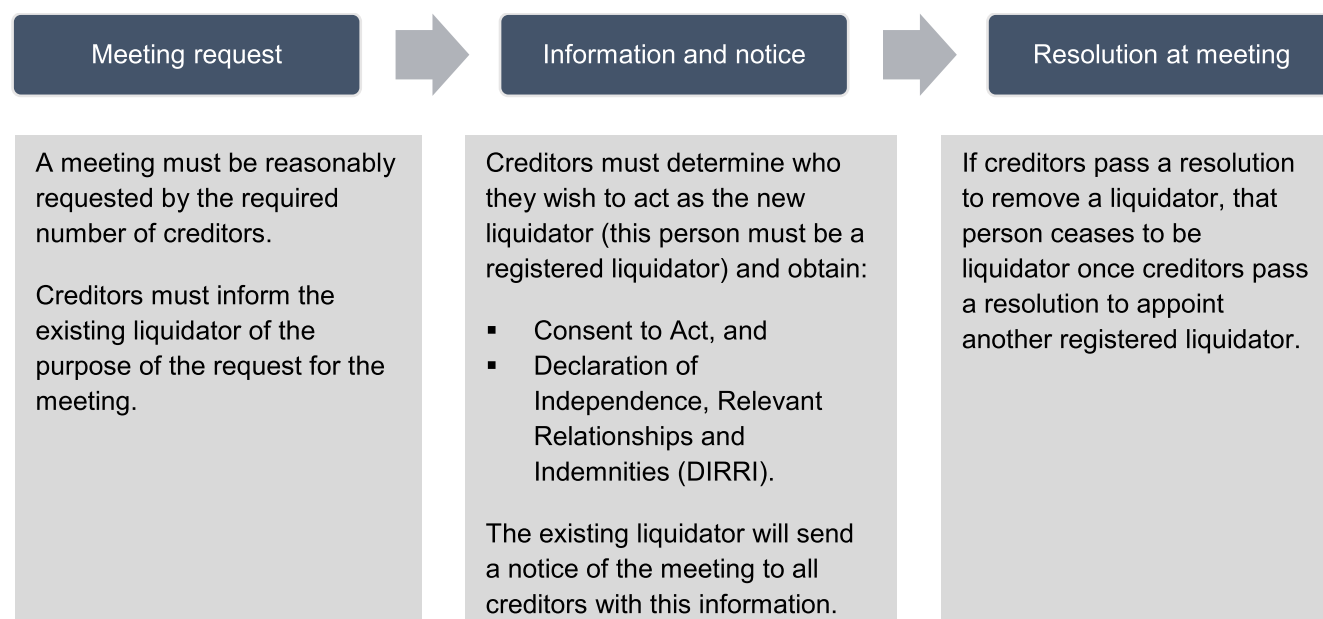 Meeting request
Information and notice
Resolution at meeting
A meeting must be reasonably
requested by the required
number of creditors.
Creditors must inform the
existing liquidator of the
purpose of the request for the
meeting.
Creditors must determine who
they wish to act as the new
liquidator (this person must be a
registered liquidator) and obtain:
▪ Consent to Act, and
▪ Declaration of
Independence, Relevant
Relationships and
Indemnities (DIRRI).
The existing liquidator will send
a notice of the meeting to all
creditors with this information.
If creditors pass a resolution
to remove a liquidator, that
person ceases to be
liquidator once creditors pass
a resolution to appoint
another registered liquidator.